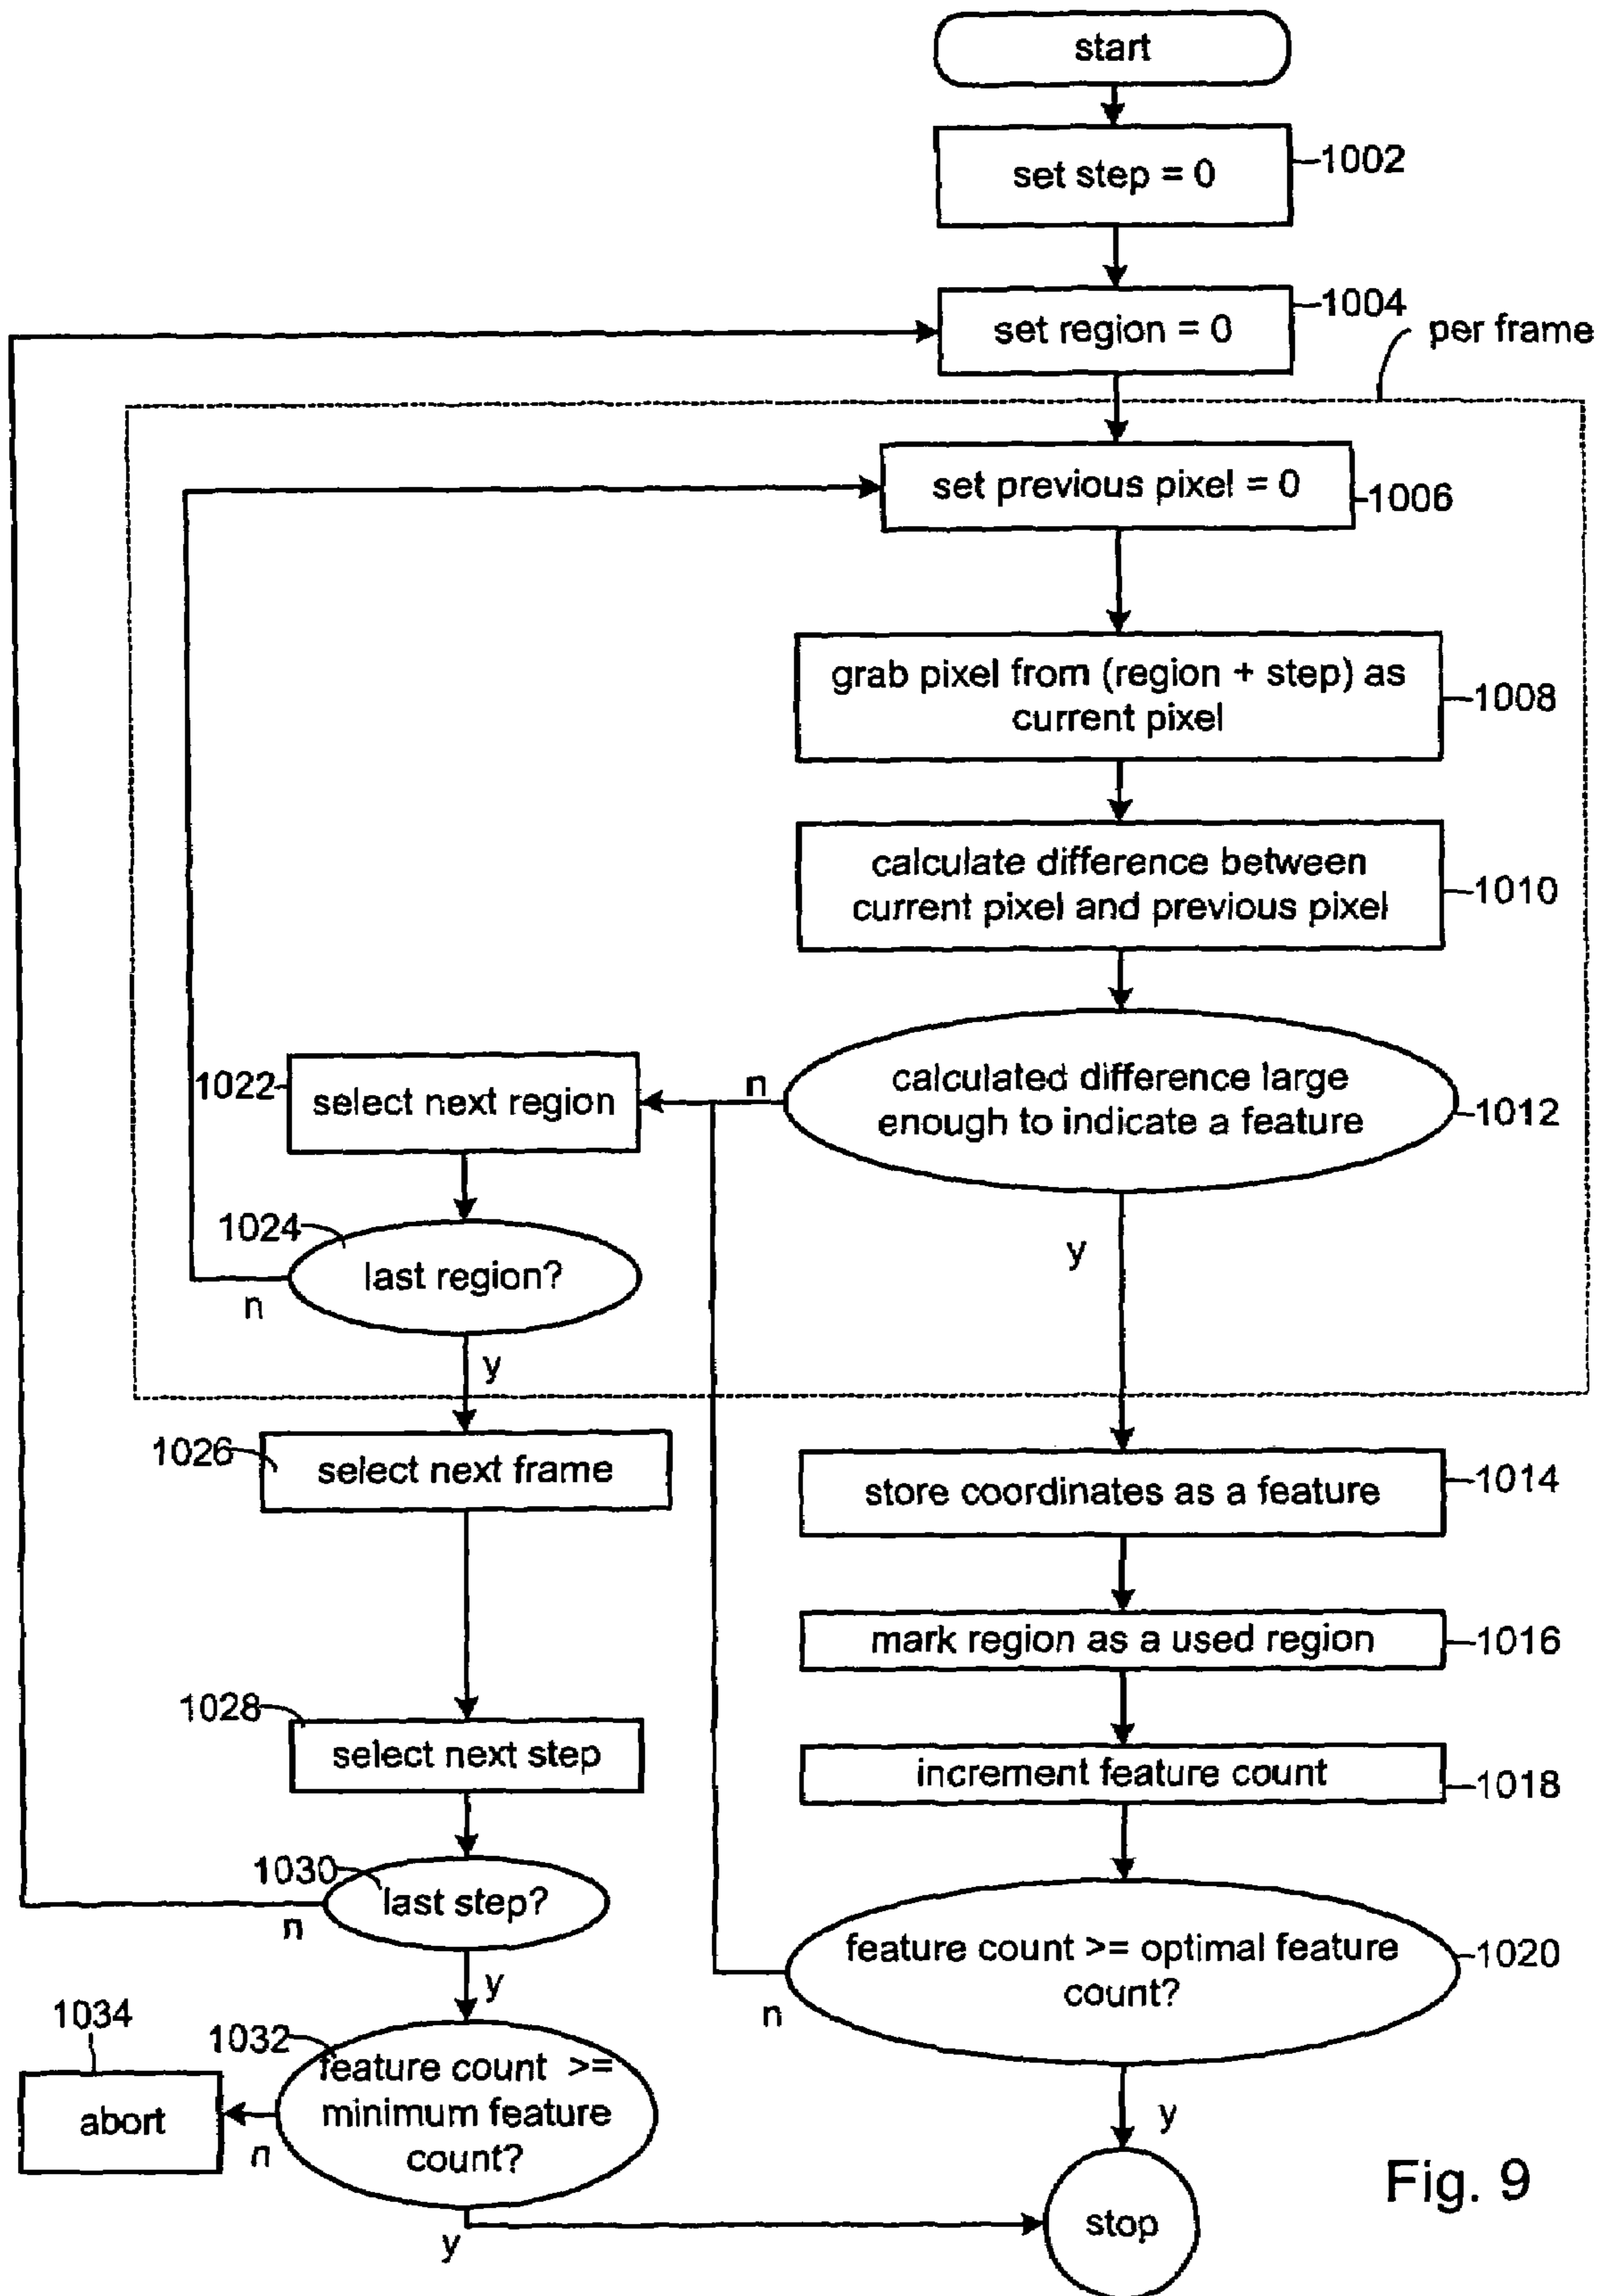 start
set step = 0
1002
set region = 0
1004
per frame
set previous pixel = 0
1006
grab pixel from (region + step) as
current pixel
1008
calculate difference between
current pixel and previous pixel
1010
calculated difference large
enough to indicate a feature
1012
n
1022
select next region
1024
last region?
n
y
y
1026
select next frame
store coordinates as a feature
1014
mark region as a used region
1016
1028
select next step
increment feature count
1018
1030
last step?
n
y
feature count >= optimal feature
count?
1020
n
y
1034
abort
1032
feature count >=
minimum feature
count?
n
y
stop
Fig. 9